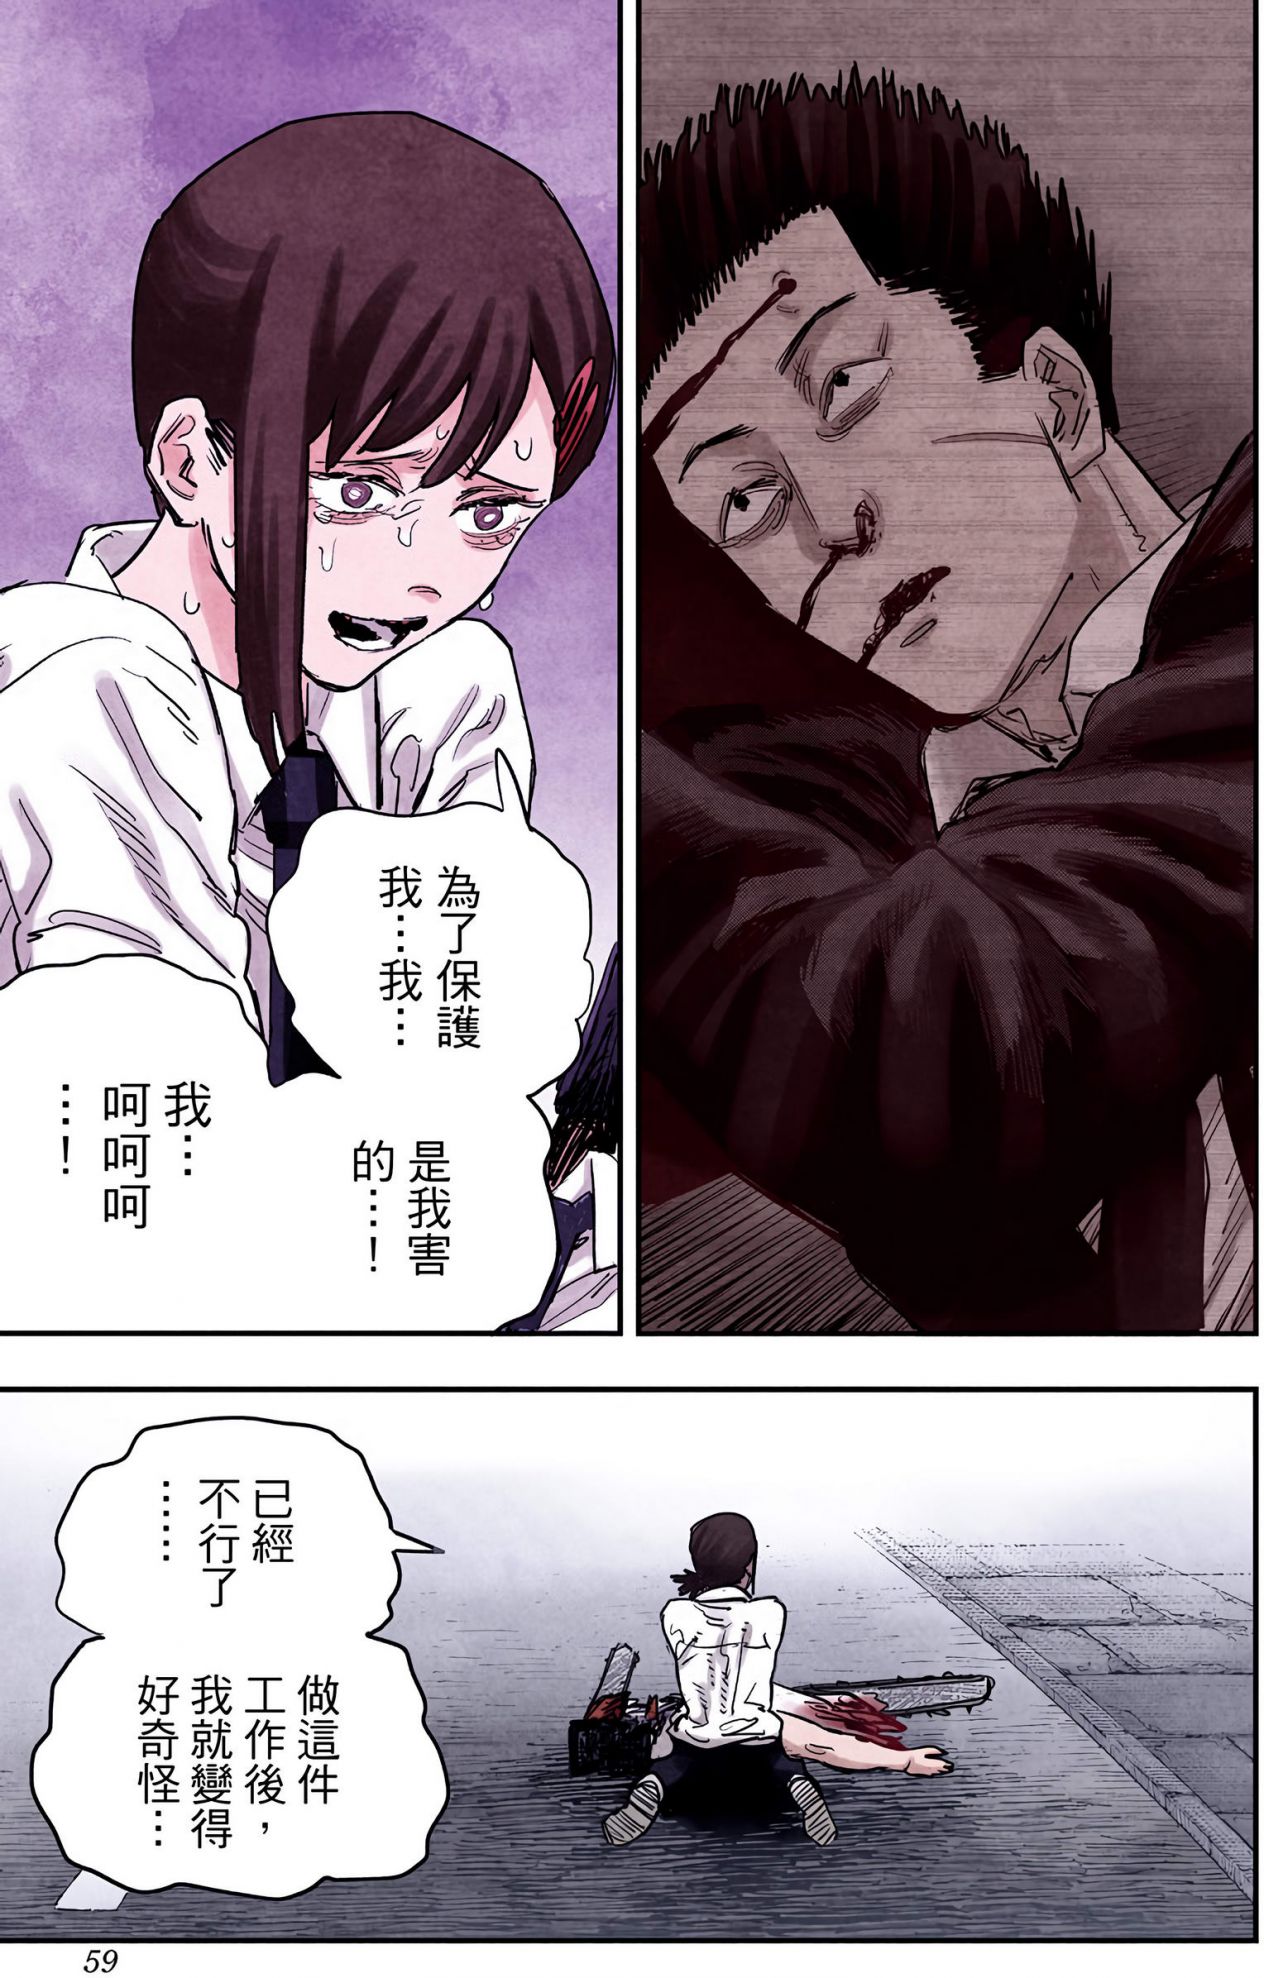 為了保護
我…我…
是我害
的……！
我…
呵呵呵
…！
已經
不行了
……
做這件
工作後，
我就變得
好奇怪…
59